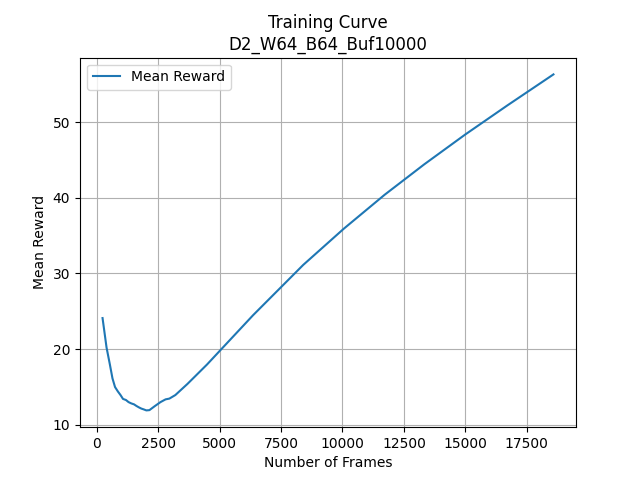 Training Curve
D2_W64_B64_Buf10000
Mean Reward
Mean Reward
50
40
30
20
10
0
2500
5000
7500
10000
12500
15000
17500
Number of Frames